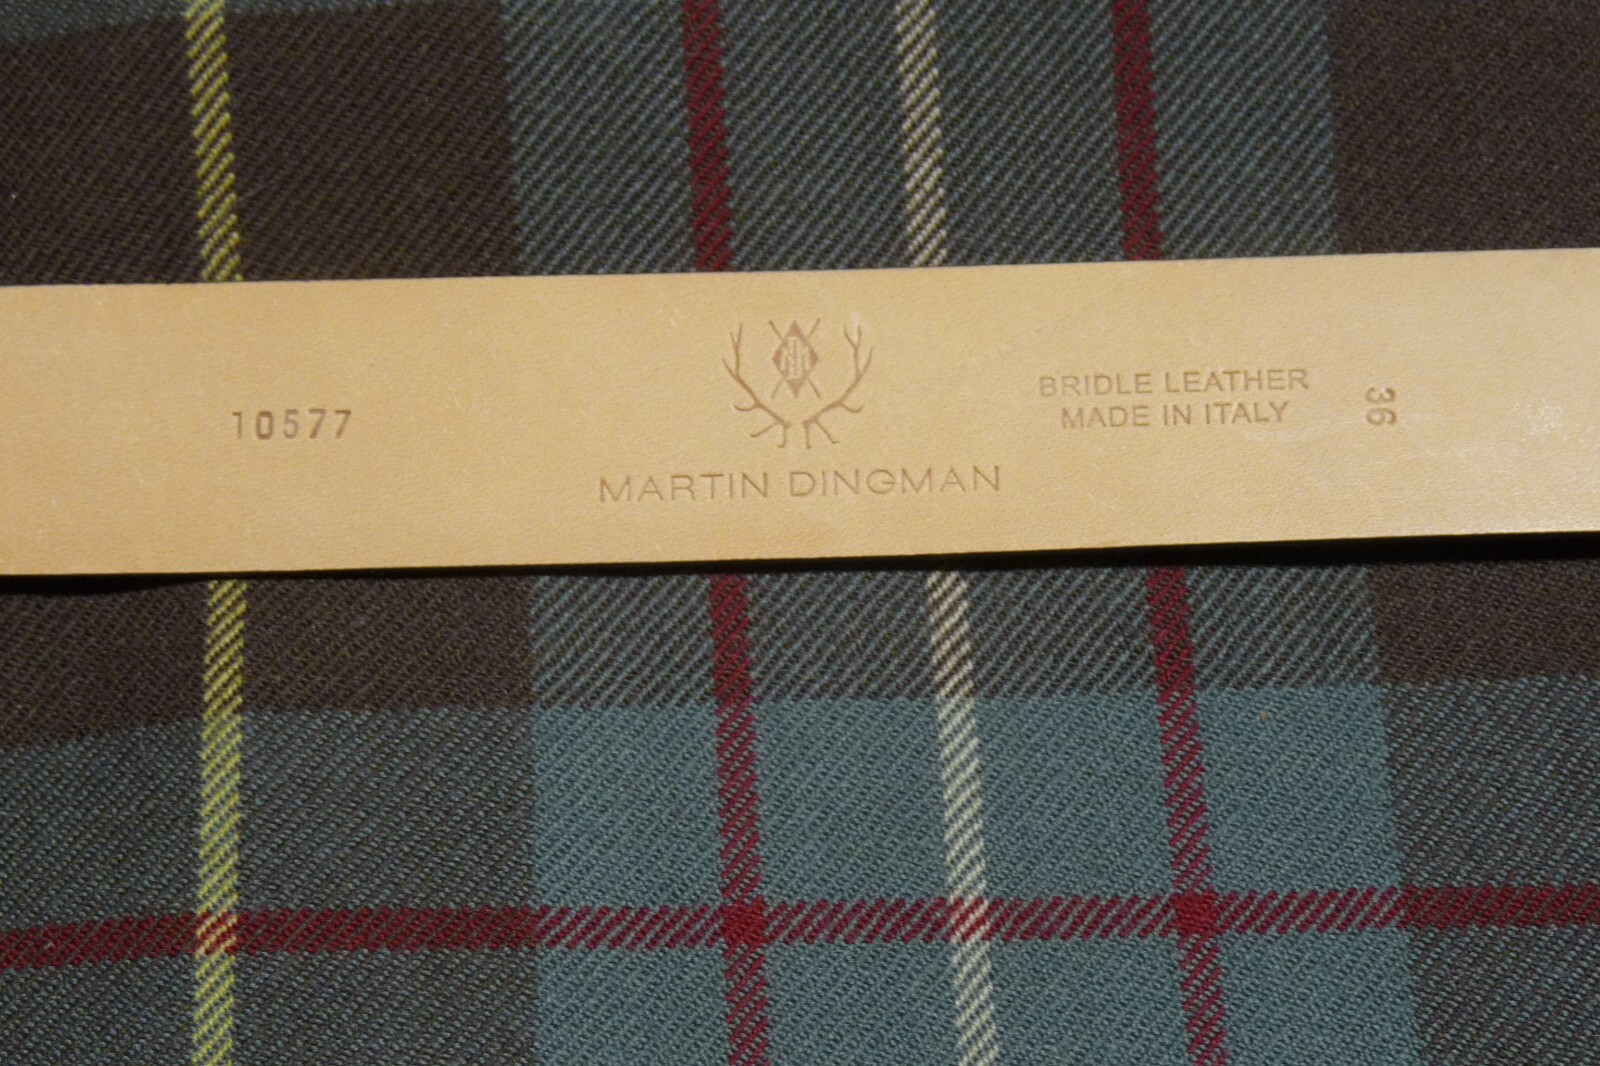 10577
MARTIN DINGMAN
BRIDLE LEATHER
MADE IN ITALY
36